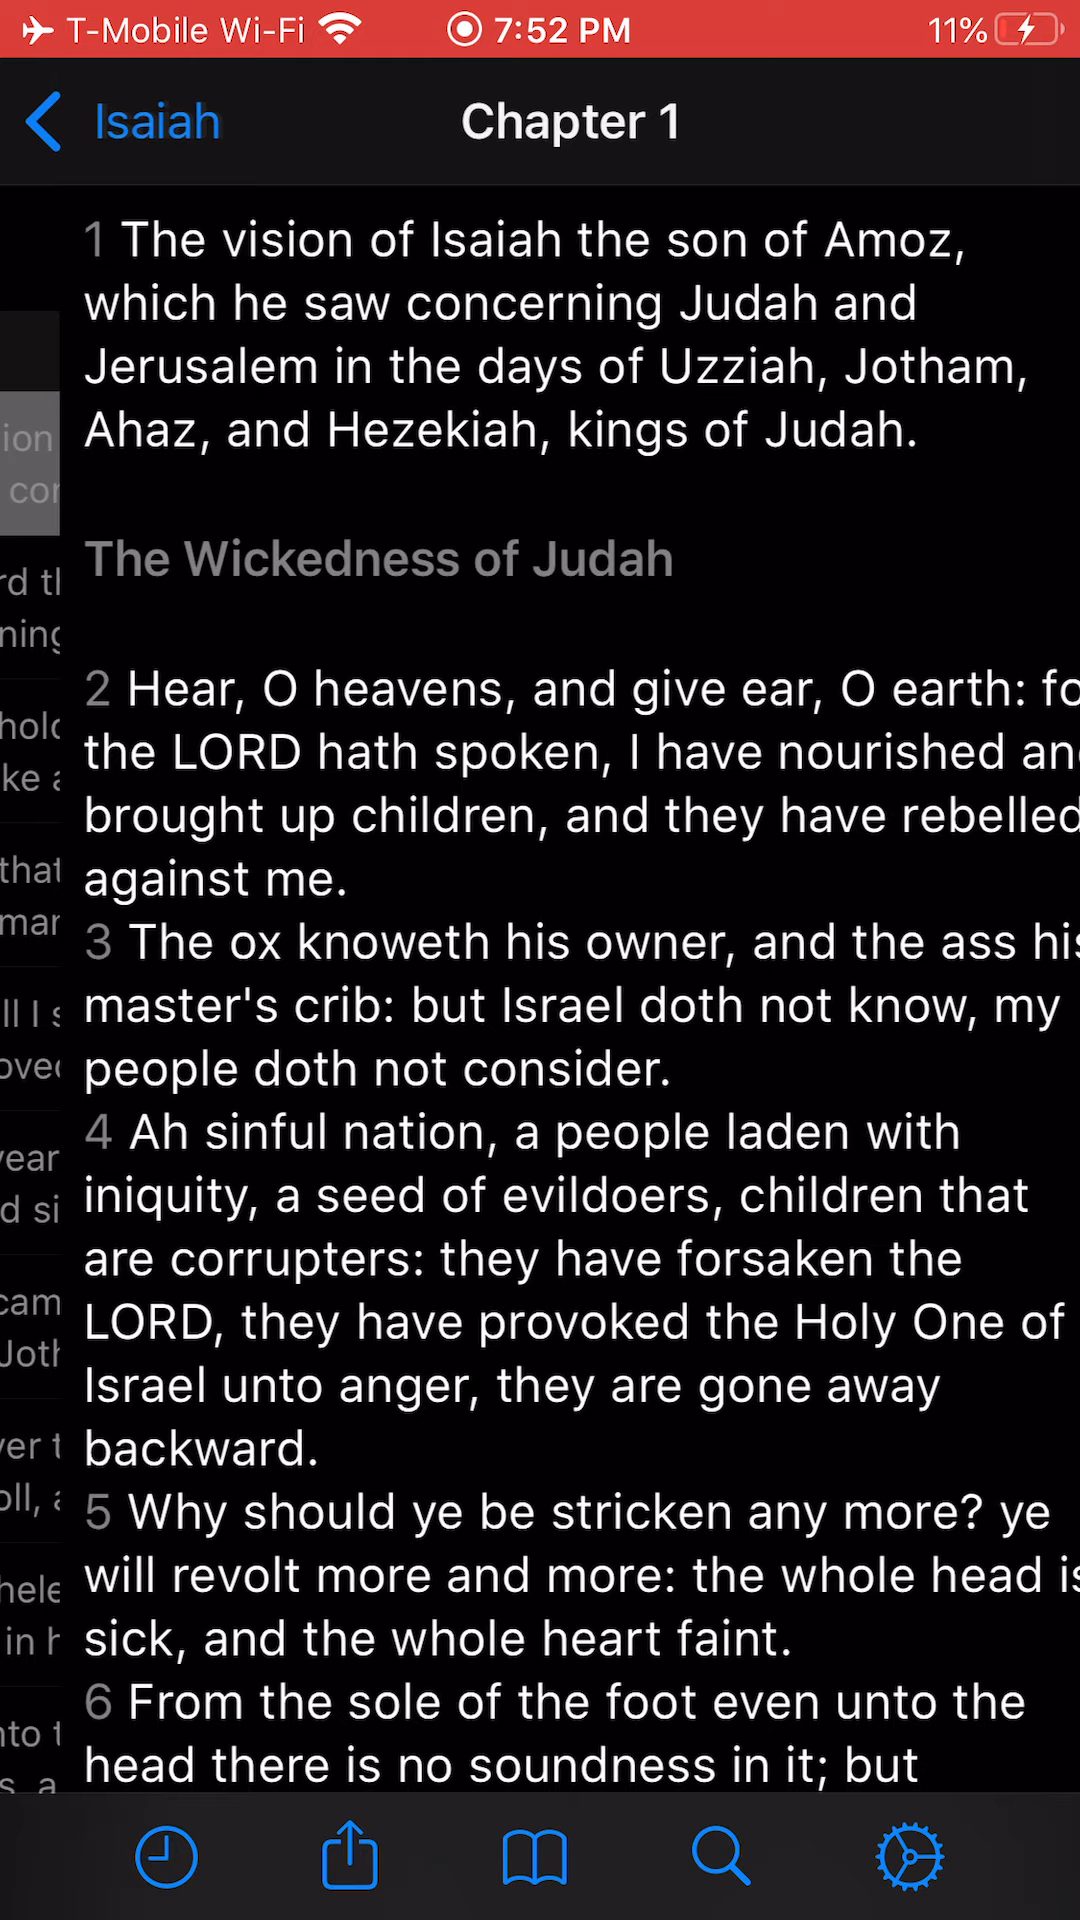 T-Mobile Wi-Fi 7:52 PM 11%
Isaiah Chapter 1
1 The vision of Isaiah the son of Amoz,
which he saw concerning Judah and
Jerusalem in the days of Uzziah, Jotham,
Ahaz, and Hezekiah, kings of Judah.
The Wickedness of Judah
2 Hear, O heavens, and give ear, O earth: fo
the LORD hath spoken, I have nourished an
brought up children, and they have rebelled
against me.
3 The ox knoweth his owner, and the ass his
master's crib: but Israel doth not know, my
people doth not consider.
4 Ah sinful nation, a people laden with
iniquity, a seed of evildoers, children that
are corrupters: they have forsaken the
LORD, they have provoked the Holy One of
Israel unto anger, they are gone away
backward.
5 Why should ye be stricken any more? ye
will revolt more and more: the whole head is
sick, and the whole heart faint.
6 From the sole of the foot even unto the
head there is no soundness in it; but